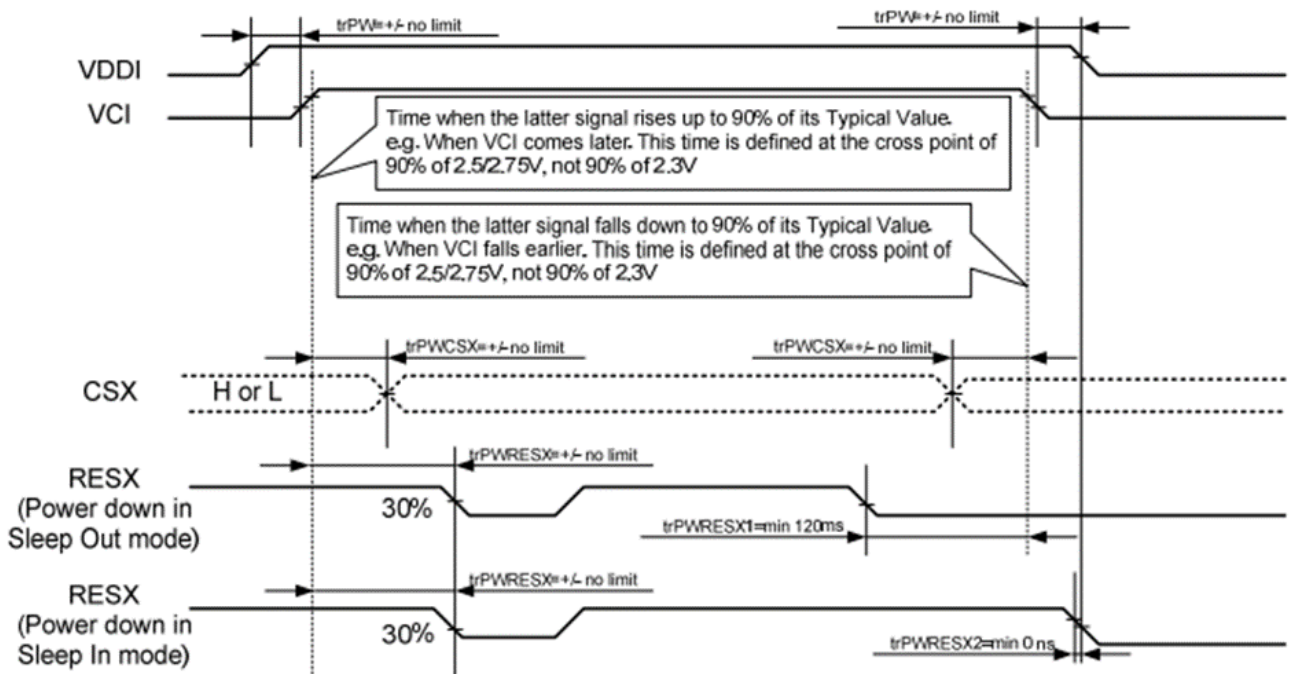 trPW=+/- no limit
trPW=+/- no limit
VDDI
VCI
Time when the latter signal rises up to 90% of its Typical Value.
e.g. When VCI comes later. This time is defined at the cross point of
90% of 2.5/2.75V, not 90% of 2.3V
Time when the latter signal falls down to 90% of its Typical Value.
e.g. When VCI falls earlier. This time is defined at the cross point of
90% of 2.5/2.75V, not 90% of 2.3V
trPWCSX=+/- no limit
trPWCSX=+/- no limit
CSX
H or L
trPWRESX=+/- no limit
RESX
(Power down in
Sleep Out mode)
30%
trPWRESX1=min 120ms
trPWRESX=+/- no limit
RESX
(Power down in
Sleep In mode)
30%
trPWRESX2=min 0 ns